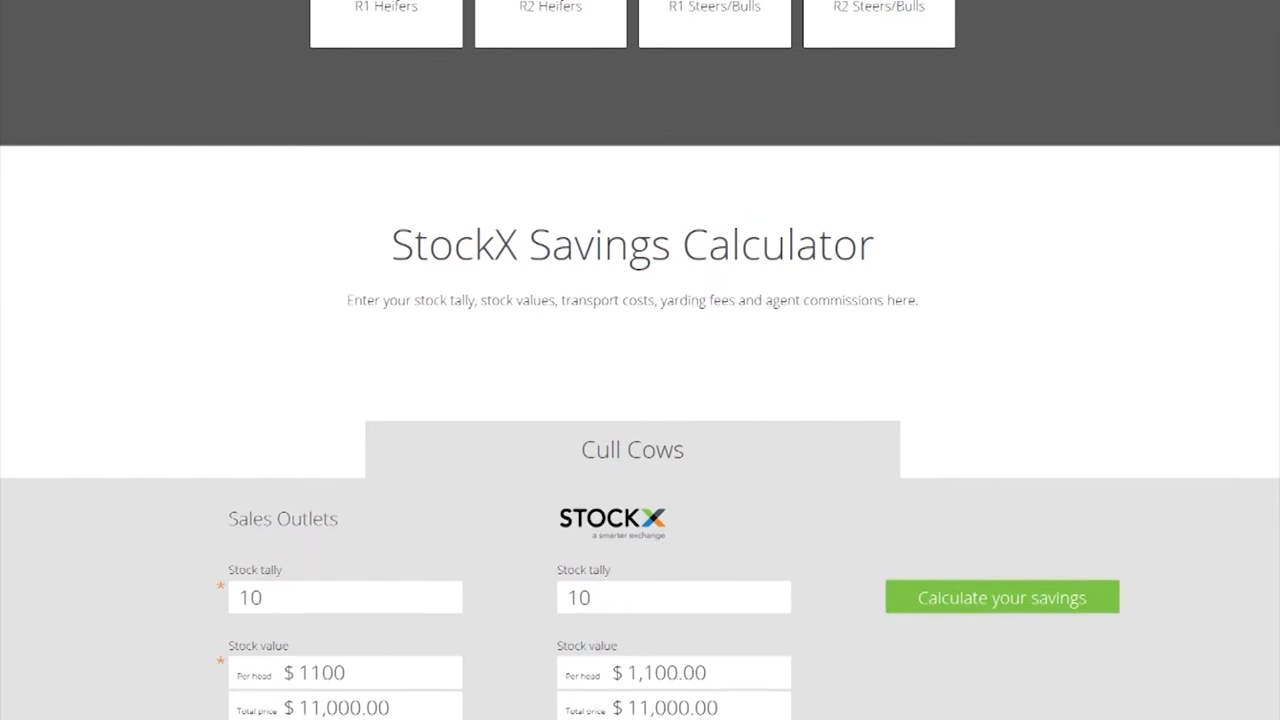 R1 Heifers R2 Heifers R1 Steers/Bulls R2 Steers/Bulls
StockX Savings Calculator
Enter your stock tally, stock values, transport costs, yarding fees and agent commissions here.
Cull Cows
Sales Outlets
STOCKX
a smarter exchange
Stock tally Stock tally
* 10 10 Calculate your savings
Stock value Stock value
* Per head $ 1100 Per head $ 1,100.00
Total price $ 11,000.00 Total price $ 11,000.00